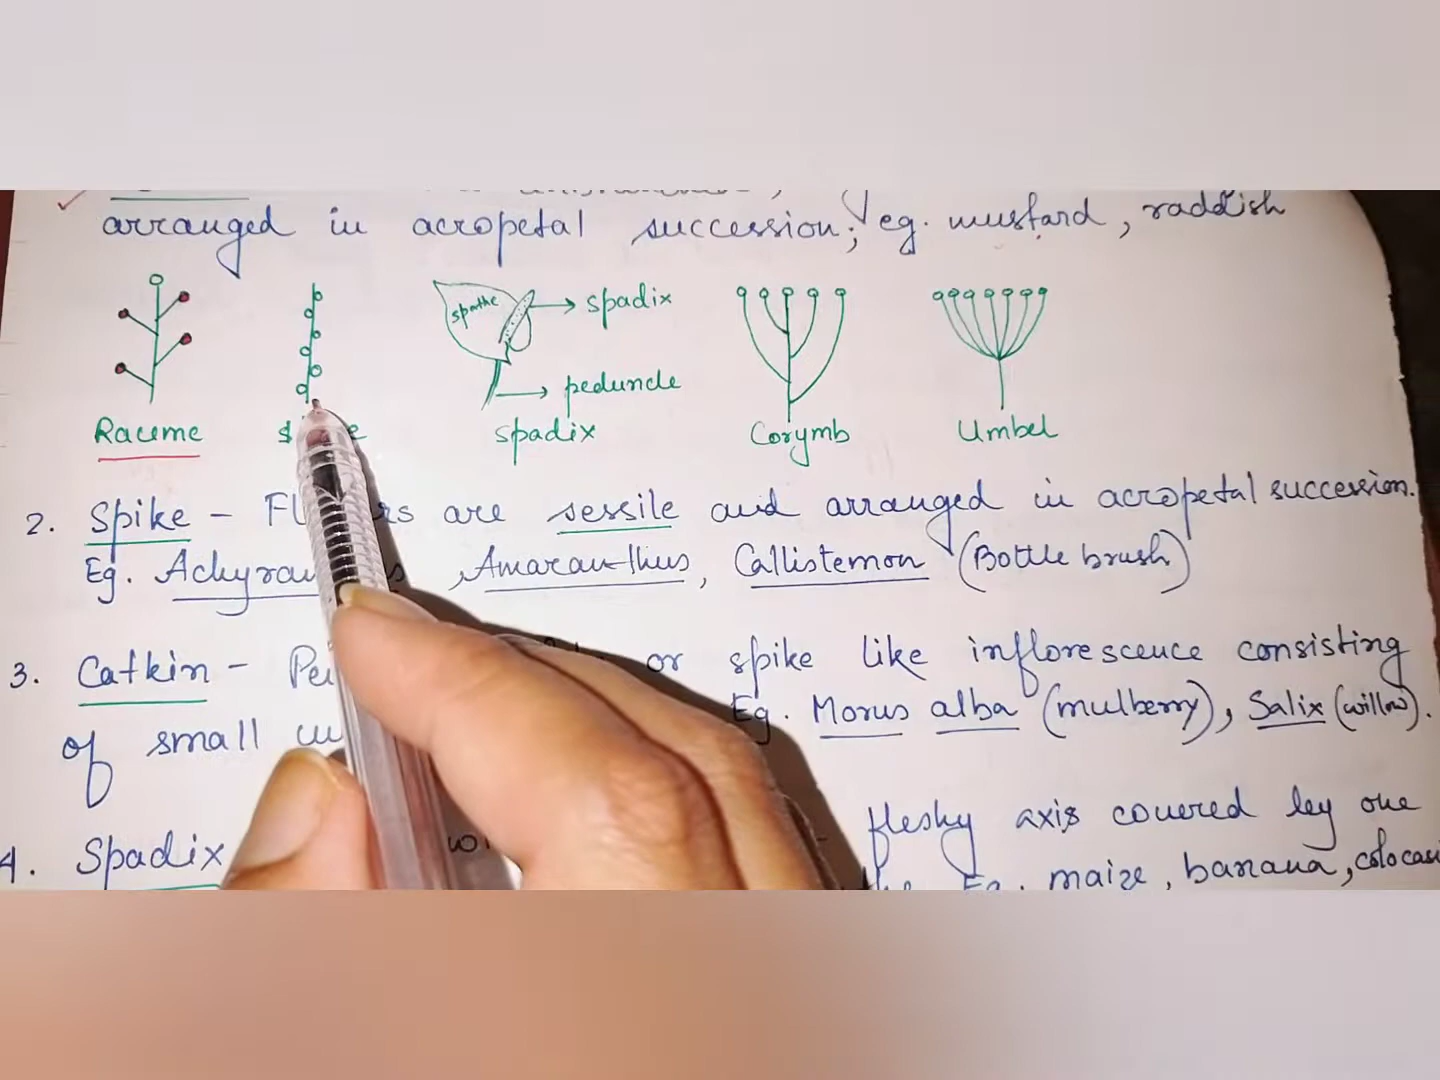 arranged in acropetal succession; eg. mustard, raddish
spathe
spadix
peduncle
Raceme
spadix
Corymb
Umbel
2. Spike - are sessile and arranged in acropetal succession.
Eg. , Amaranthus, Callistemon (Bottle brush)
3. Catkin - or spike like inflorescence consisting
of small Eg. Morus alba (mulberry), Salix (willow).
4. Spadix fleshy axis covered by one
Eg. maize, banana,